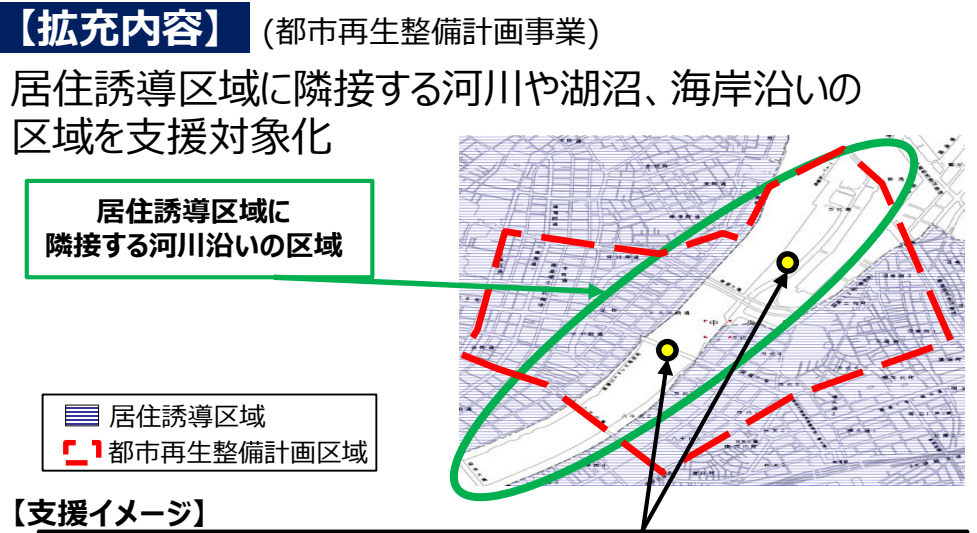 【拡充内容】 (都市再生整備計画事業)
居住誘導区域に隣接する河川や湖沼、海岸沿いの
区域を支援対象化
居住誘導区域に
隣接する河川沿いの区域
居住誘導区域
都市再生整備計画区域
【支援イメージ】